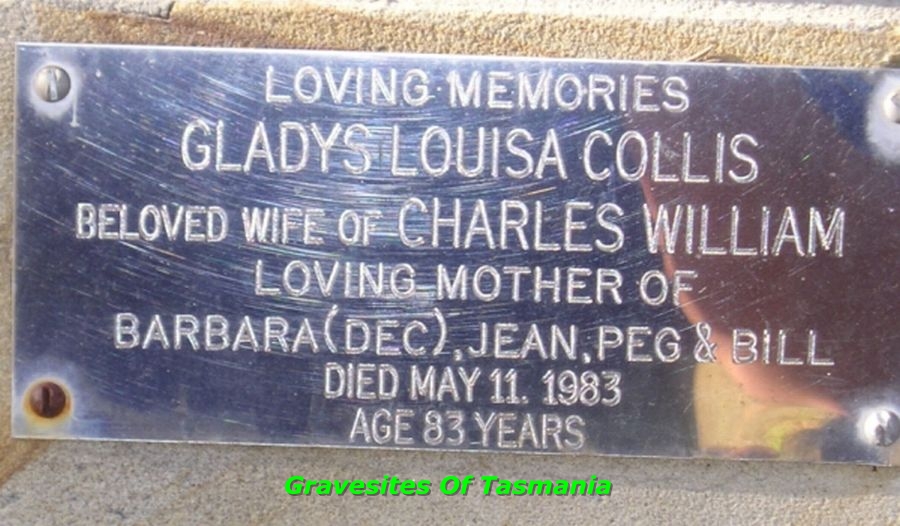 LOVING MEMORIES
GLADYS LOUISA COLLIS
BELOVED WIFE OF CHARLES WILLIAM
LOVING MOTHER OF
BARBARA (DEC), JEAN, PEG & BILL
DIED MAY 11. 1983
AGE 83 YEARS
Gravesites Of Tasmania